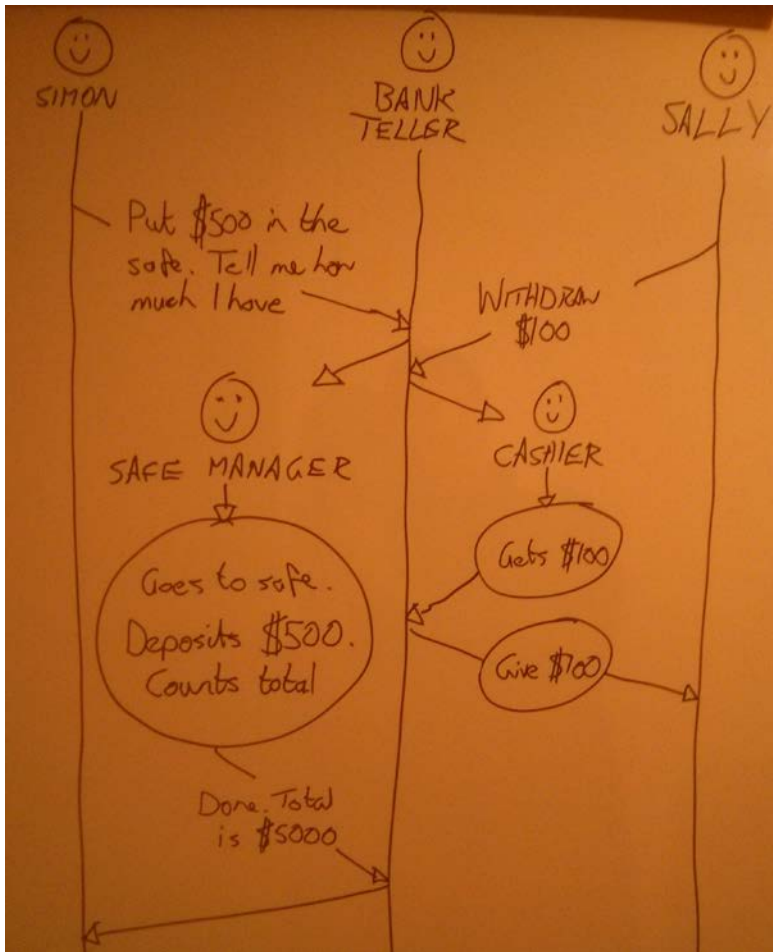 SIMON
BANK
TELLER
SALLY
Put $500 in the
safe. Tell me how
much I have
WITHDRAW
$100
SAFE MANAGER
CASHIER
Goes to safe.
Deposits $500.
Counts total
Gets $100
Give $100
Done. Total
is $5000